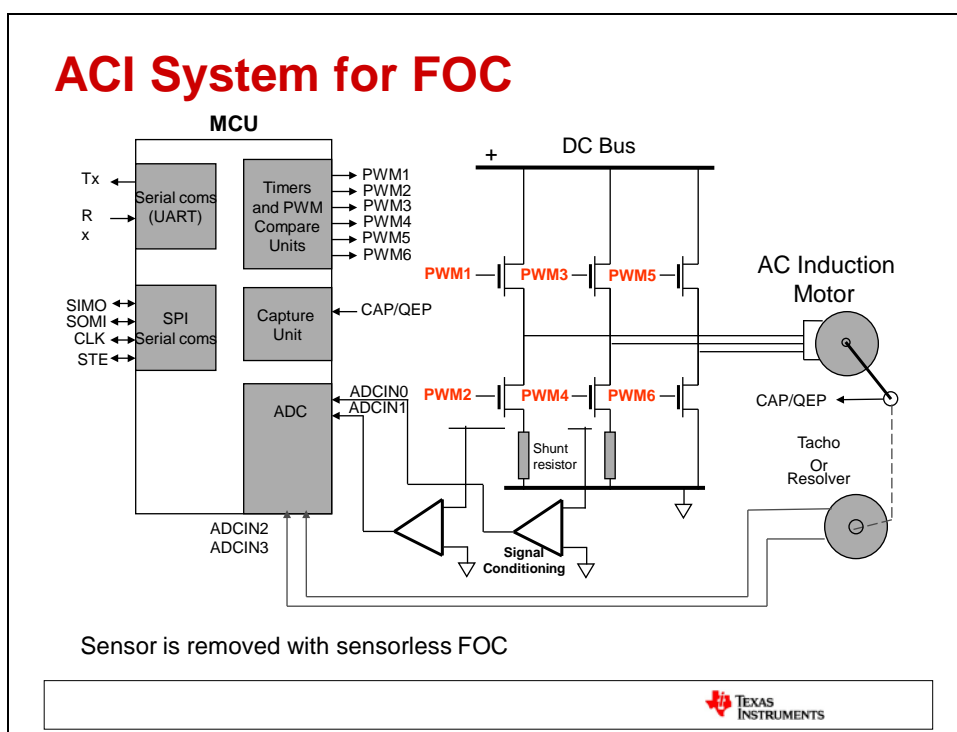 ACI System for FOC
MCU
Tx
R
x
Serial coms
(UART)
SIMO
SOMI
CLK
STE
SPI
Serial coms
Timers
and PWM
Compare
Units
PWM1
PWM2
PWM3
PWM4
PWM5
PWM6
Capture
Unit
CAP/QEP
ADC
ADCIN0
ADCIN1
ADCIN2
ADCIN3
+
DC Bus
PWM1
PWM3
PWM5
PWM2
PWM4
PWM6
Shunt
resistor
Signal
Conditioning
AC Induction
Motor
CAP/QEP
Tacho
Or
Resolver
Sensor is removed with sensorless FOC
TEXAS
INSTRUMENTS